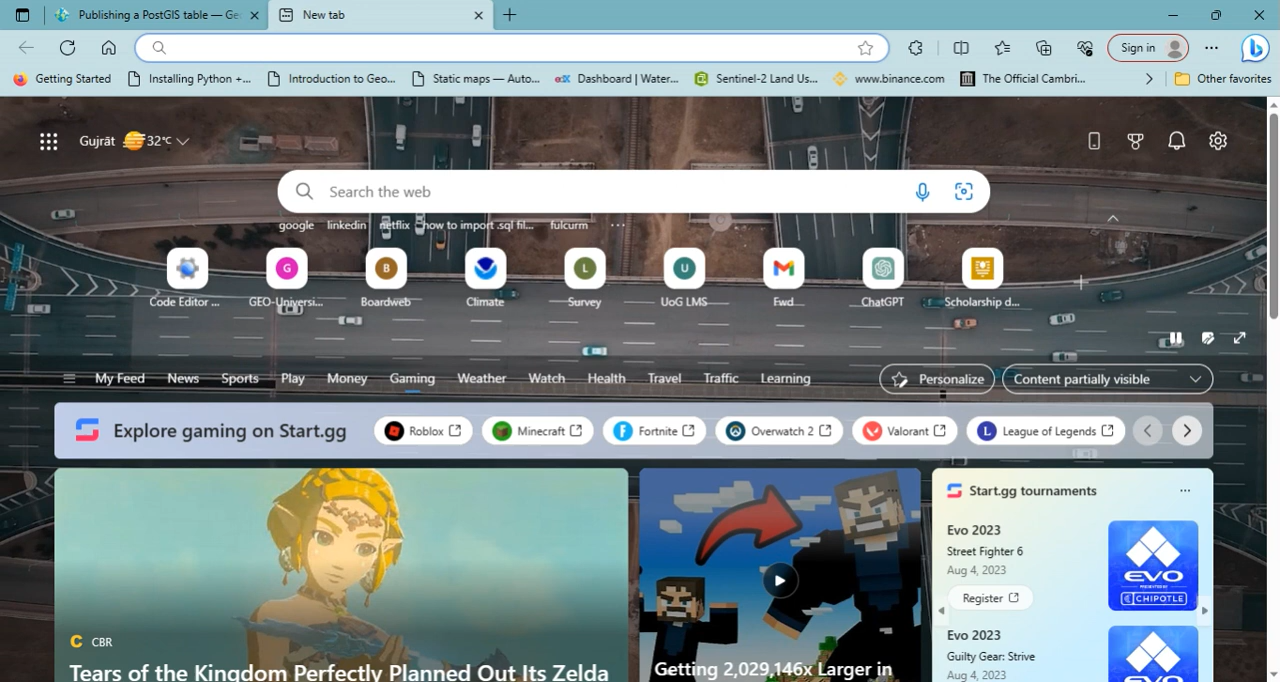 Publishing a PostGIS table — Ge
New tab
Sign in
Getting Started
Installing Python +...
Introduction to Geo...
Static maps — Auto...
edX
Dashboard | Water...
Sentinel-2 Land Us...
www.binance.com
The Official Cambri...
Other favorites
Gujrāt
32°C
Search the web
google
linkedin
netflix
how to import .sql fil...
fulcurm
...
G
B
L
U
Code Editor ...
GEO-Universi...
Boardweb
Climate
Survey
UoG LMS
Fwd
ChatGPT
Scholarship d...
My Feed
News
Sports
Play
Money
Gaming
Weather
Watch
Health
Travel
Traffic
Learning
Personalize
Content partially visible
Explore gaming on Start.gg
Roblox
Minecraft
Fortnite
Overwatch 2
Valorant
L
League of Legends
CBR
Tears of the Kingdom Perfectly Planned Out Its Zelda
Getting 2,029,146x Larger in
Start.gg tournaments
Evo 2023
Street Fighter 6
Aug 4, 2023
Register
EVO
CHIPOTLE
Evo 2023
Guilty Gear: Strive
Aug 4, 2023